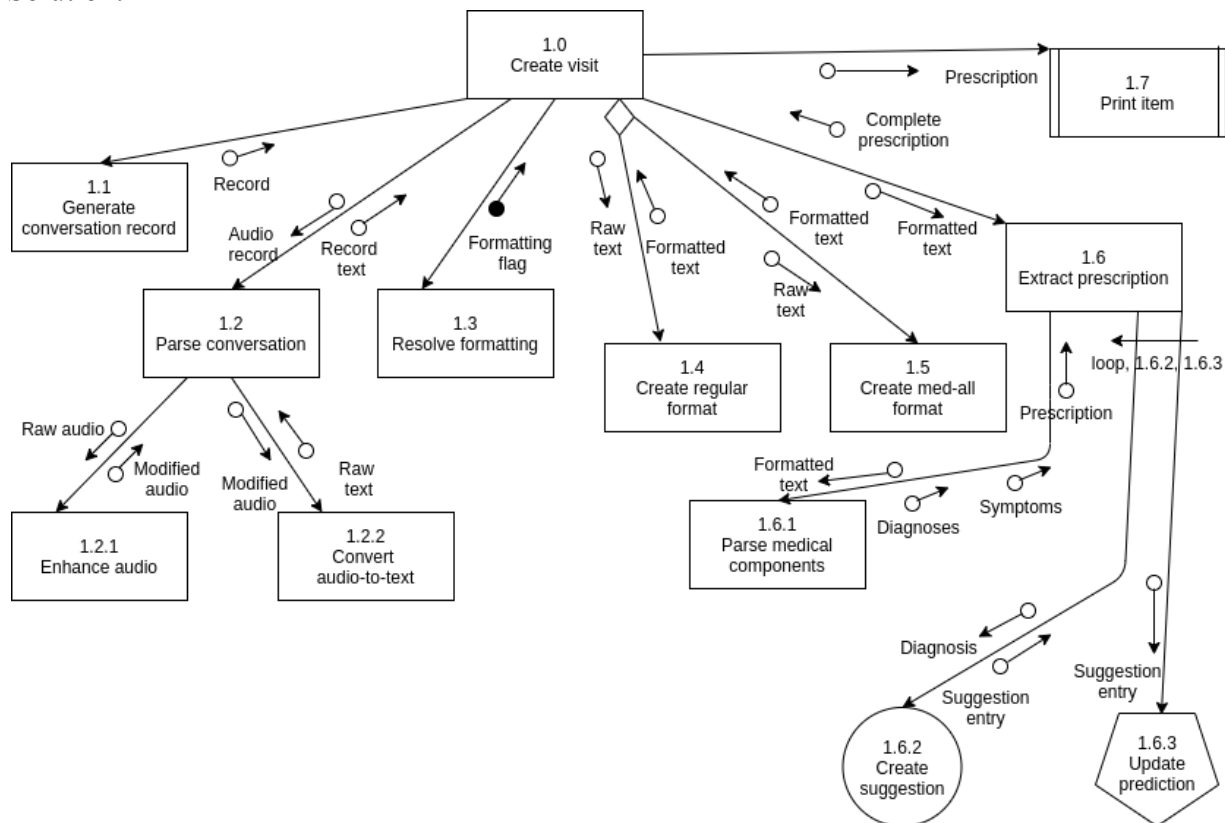 1.0
Create visit
Prescription
1.7
Print item
Complete
prescription
Record
1.1
Generate
conversation record
Audio
record
Record
text
Formatting
flag
Raw
text
Formatted
text
Formatted
text
Raw
text
Formatted
text
1.6
Extract prescription
1.2
Parse conversation
1.3
Resolve formatting
1.4
Create regular
format
1.5
Create med-all
format
loop, 1.6.2, 1.6.3
Prescription
Raw audio
Modified
audio
Modified
audio
Raw
text
Formatted
text
Diagnoses
Symptoms
1.2.1
Enhance audio
1.2.2
Convert
audio-to-text
1.6.1
Parse medical
components
Diagnosis
Suggestion
entry
Suggestion
entry
1.6.2
Create
suggestion
1.6.3
Update
prediction